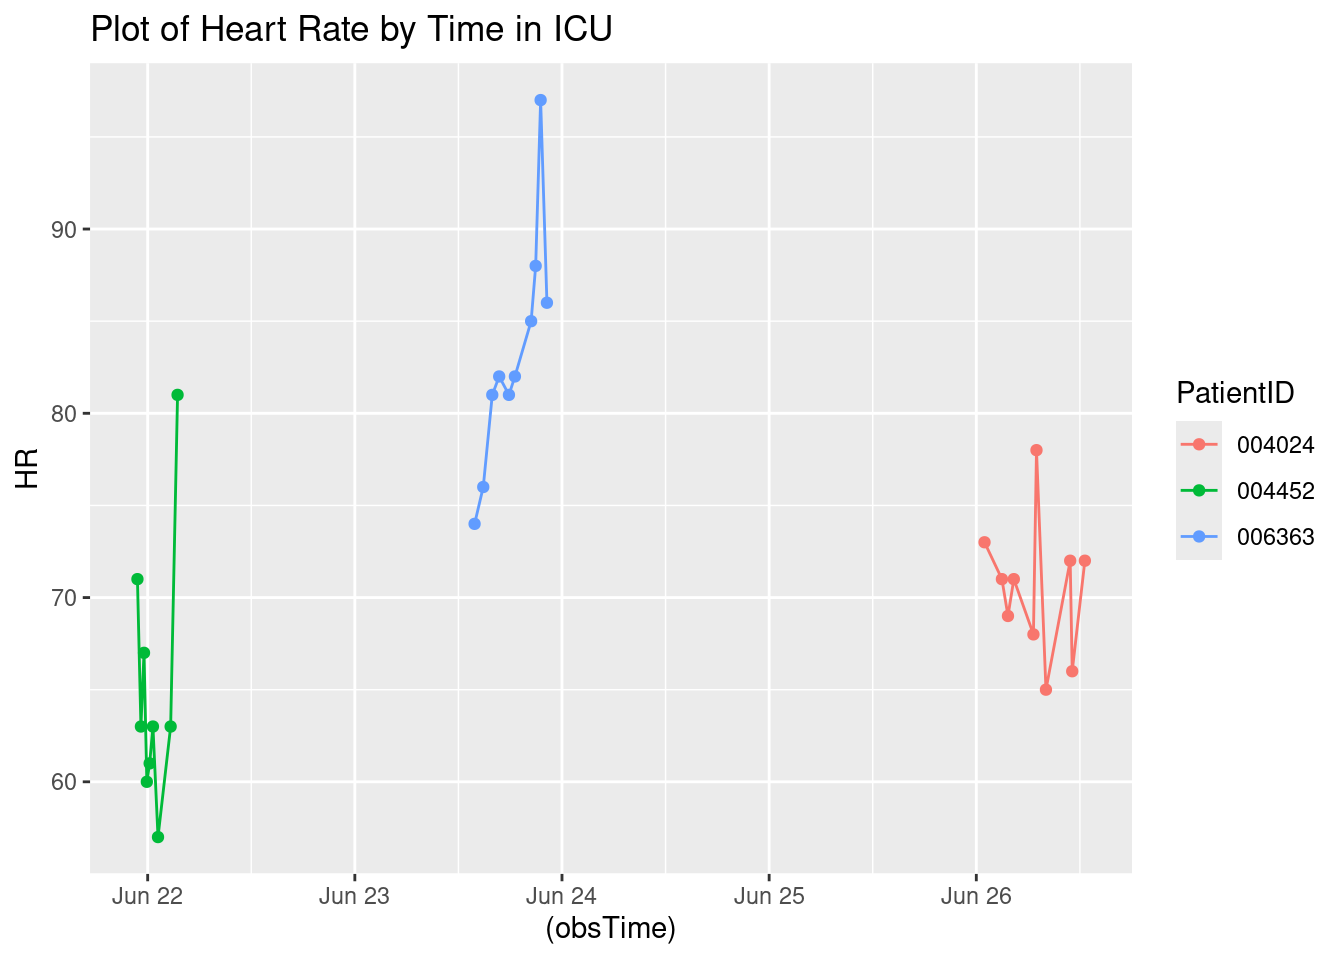 Plot of Heart Rate by Time in ICU
HR
90
80
70
60
Jun 22 Jun 23 Jun 24 Jun 25 Jun 26
(obsTime)
PatientID
004024
004452
006363